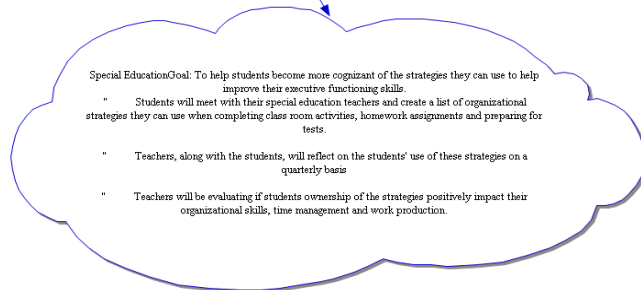 Special EducationGoal: To help students become more cognizant of the strategies they can use to help
improve their executive functioning skills.
" Students will meet with their special education teachers and create a list of organizational
strategies they can use when completing class room activities, homework assignments and preparing for
tests.
" Teachers, along with the students, will reflect on the students' use of these strategies on a
quarterly basis
" Teachers will be evaluating if students ownership of the strategies positively impact their
organizational skills, time management and work production.